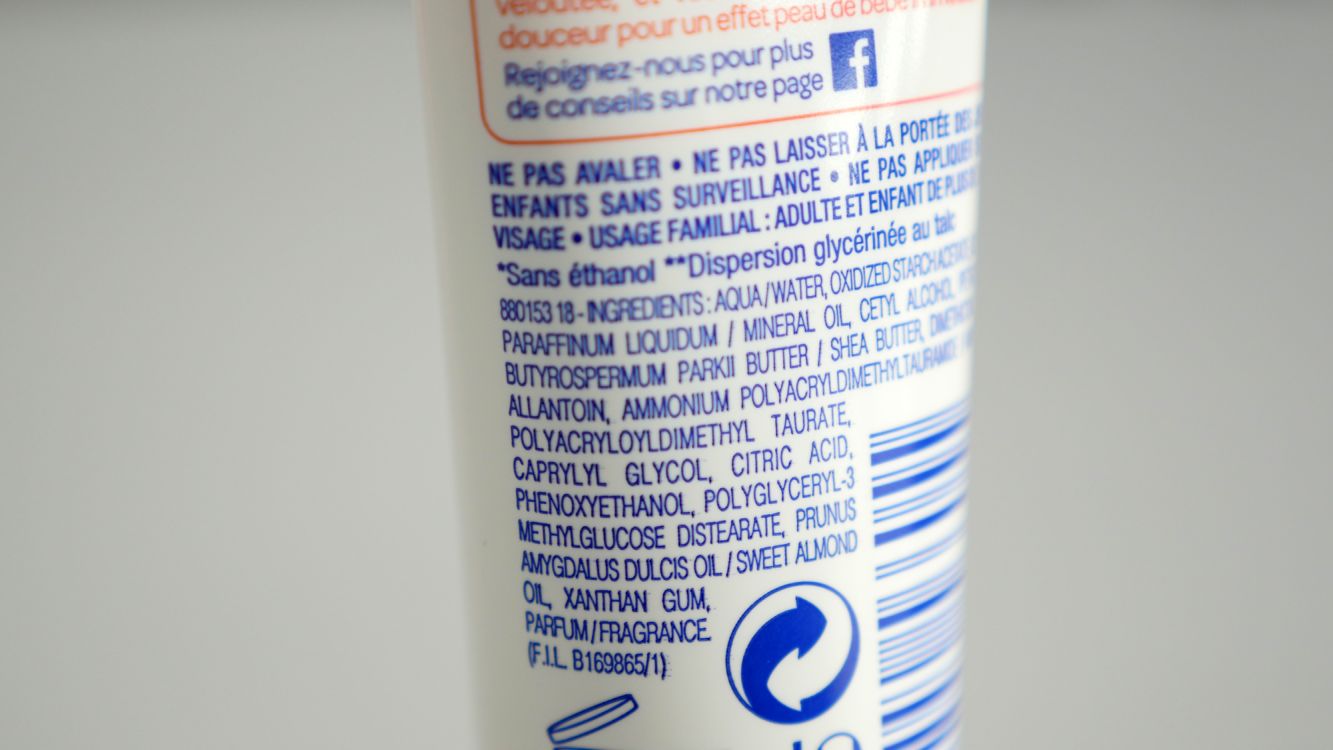 veloutée, et
douceur pour un effet peau de bébé
Rejoignez-nous pour plus
de conseils sur notre page f
NE PAS AVALER • NE PAS LAISSER À LA PORTÉE DES
ENFANTS SANS SURVEILLANCE • NE PAS APPLIQUER
VISAGE • USAGE FAMILIAL : ADULTE ET ENFANT DE PLUS
*Sans éthanol **Dispersion glycérinée au talc
880153 18 - INGREDIENTS : AQUA / WATER, OXIDIZED STARCH ACETATE
PARAFFINUM LIQUIDUM / MINERAL OIL, CETYL ALCOHOL,
BUTYROSPERMUM PARKII BUTTER / SHEA BUTTER,
ALLANTOIN, AMMONIUM POLYACRYLDIMETHYLTAURAMIDE /
POLYACRYLOYLDIMETHYL TAURATE,
CAPRYLYL GLYCOL, CITRIC ACID,
PHENOXYETHANOL, POLYGLYCERYL-3
METHYLGLUCOSE DISTEARATE, PRUNUS
AMYGDALUS DULCIS OIL / SWEET ALMOND
OIL, XANTHAN GUM,
PARFUM / FRAGRANCE.
(F.I.L. B169865/1)